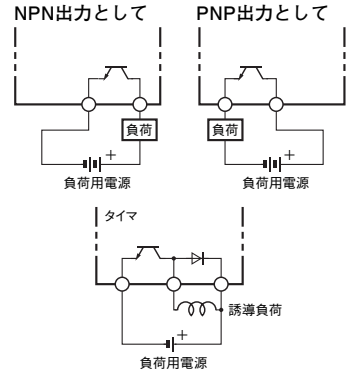 NPN出力として
PNP出力として
負荷
負荷
+
+
負荷用電源
負荷用電源
タイマ
誘導負荷
+
負荷用電源